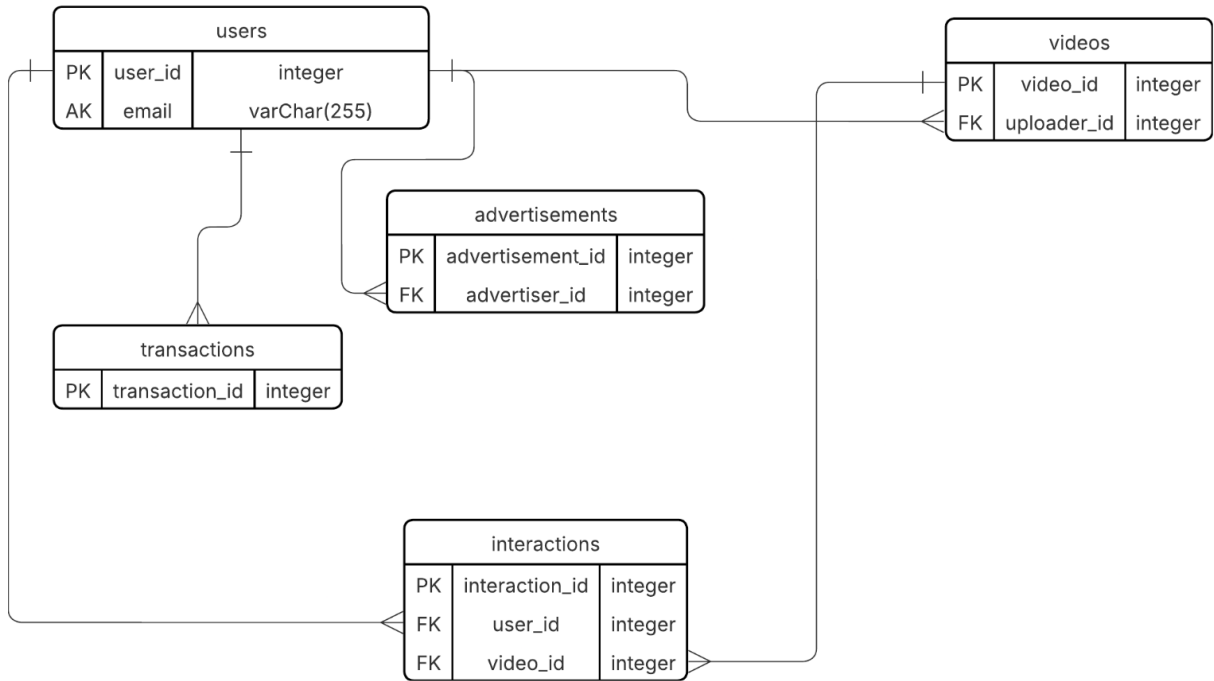 users
PK user_id integer
AK email varChar(255)
videos
PK video_id integer
FK uploader_id integer
advertisements
PK advertisement_id integer
FK advertiser_id integer
transactions
PK transaction_id integer
interactions
PK interaction_id integer
FK user_id integer
FK video_id integer